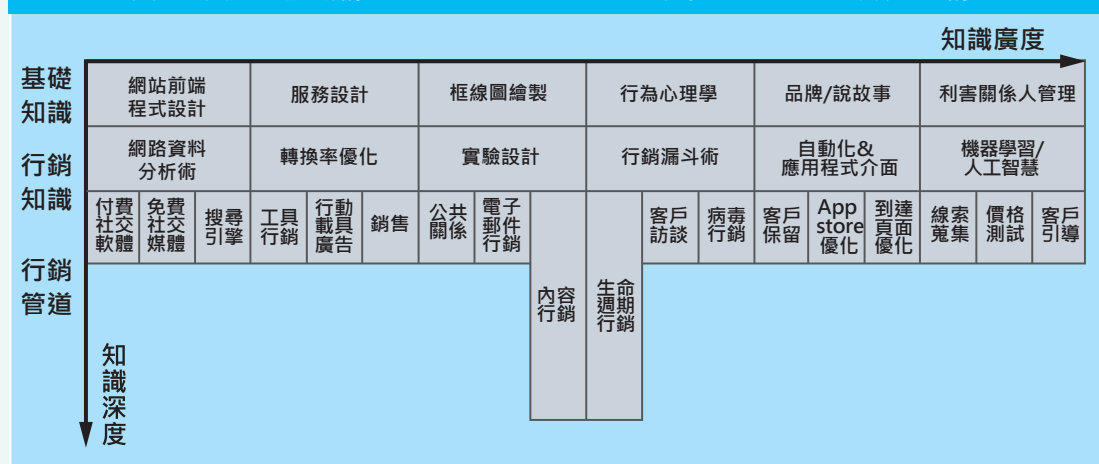 知識廣度
基礎
知識
網站前端
程式設計
服務設計
框線圖繪製
行為心理學
品牌/說故事
利害關係人管理
行銷
知識
網路資料
分析術
轉換率優化
實驗設計
行銷漏斗術
自動化&
應用程式介面
機器學習/
人工智慧
行銷
管道
付費
社交
軟體
免費
社交
媒體
搜尋
引擎
工具
行銷
行動
載具
廣告
銷售
公共
關係
電子
郵件
行銷
內容
行銷
生命
週期
行銷
客戶
訪談
病毒
行銷
客戶
保留
App
store
優化
到達
頁面
優化
線索
蒐集
價格
測試
客戶
引導
知識深度